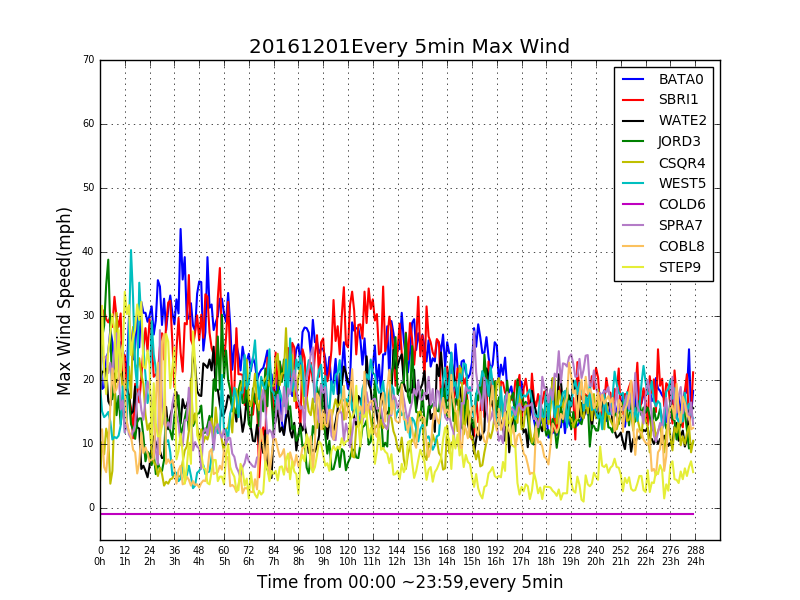 20161201Every 5min Max Wind
70
60
50
40
30
20
10
0
Max Wind Speed(mph)
BATA0
SBRI1
WATE2
JORD3
CSQR4
WEST5
COLD6
SPRA7
COBL8
STEP9
0 12 24 36 48 60 72 84 96 108 120 132 144 156 168 180 192 204 216 228 240 252 264 276 288
0h 1h 2h 3h 4h 5h 6h 7h 8h 9h 10h 11h 12h 13h 14h 15h 16h 17h 18h 19h 20h 21h 22h 23h 24h
Time from 00:00 ~23:59,every 5min